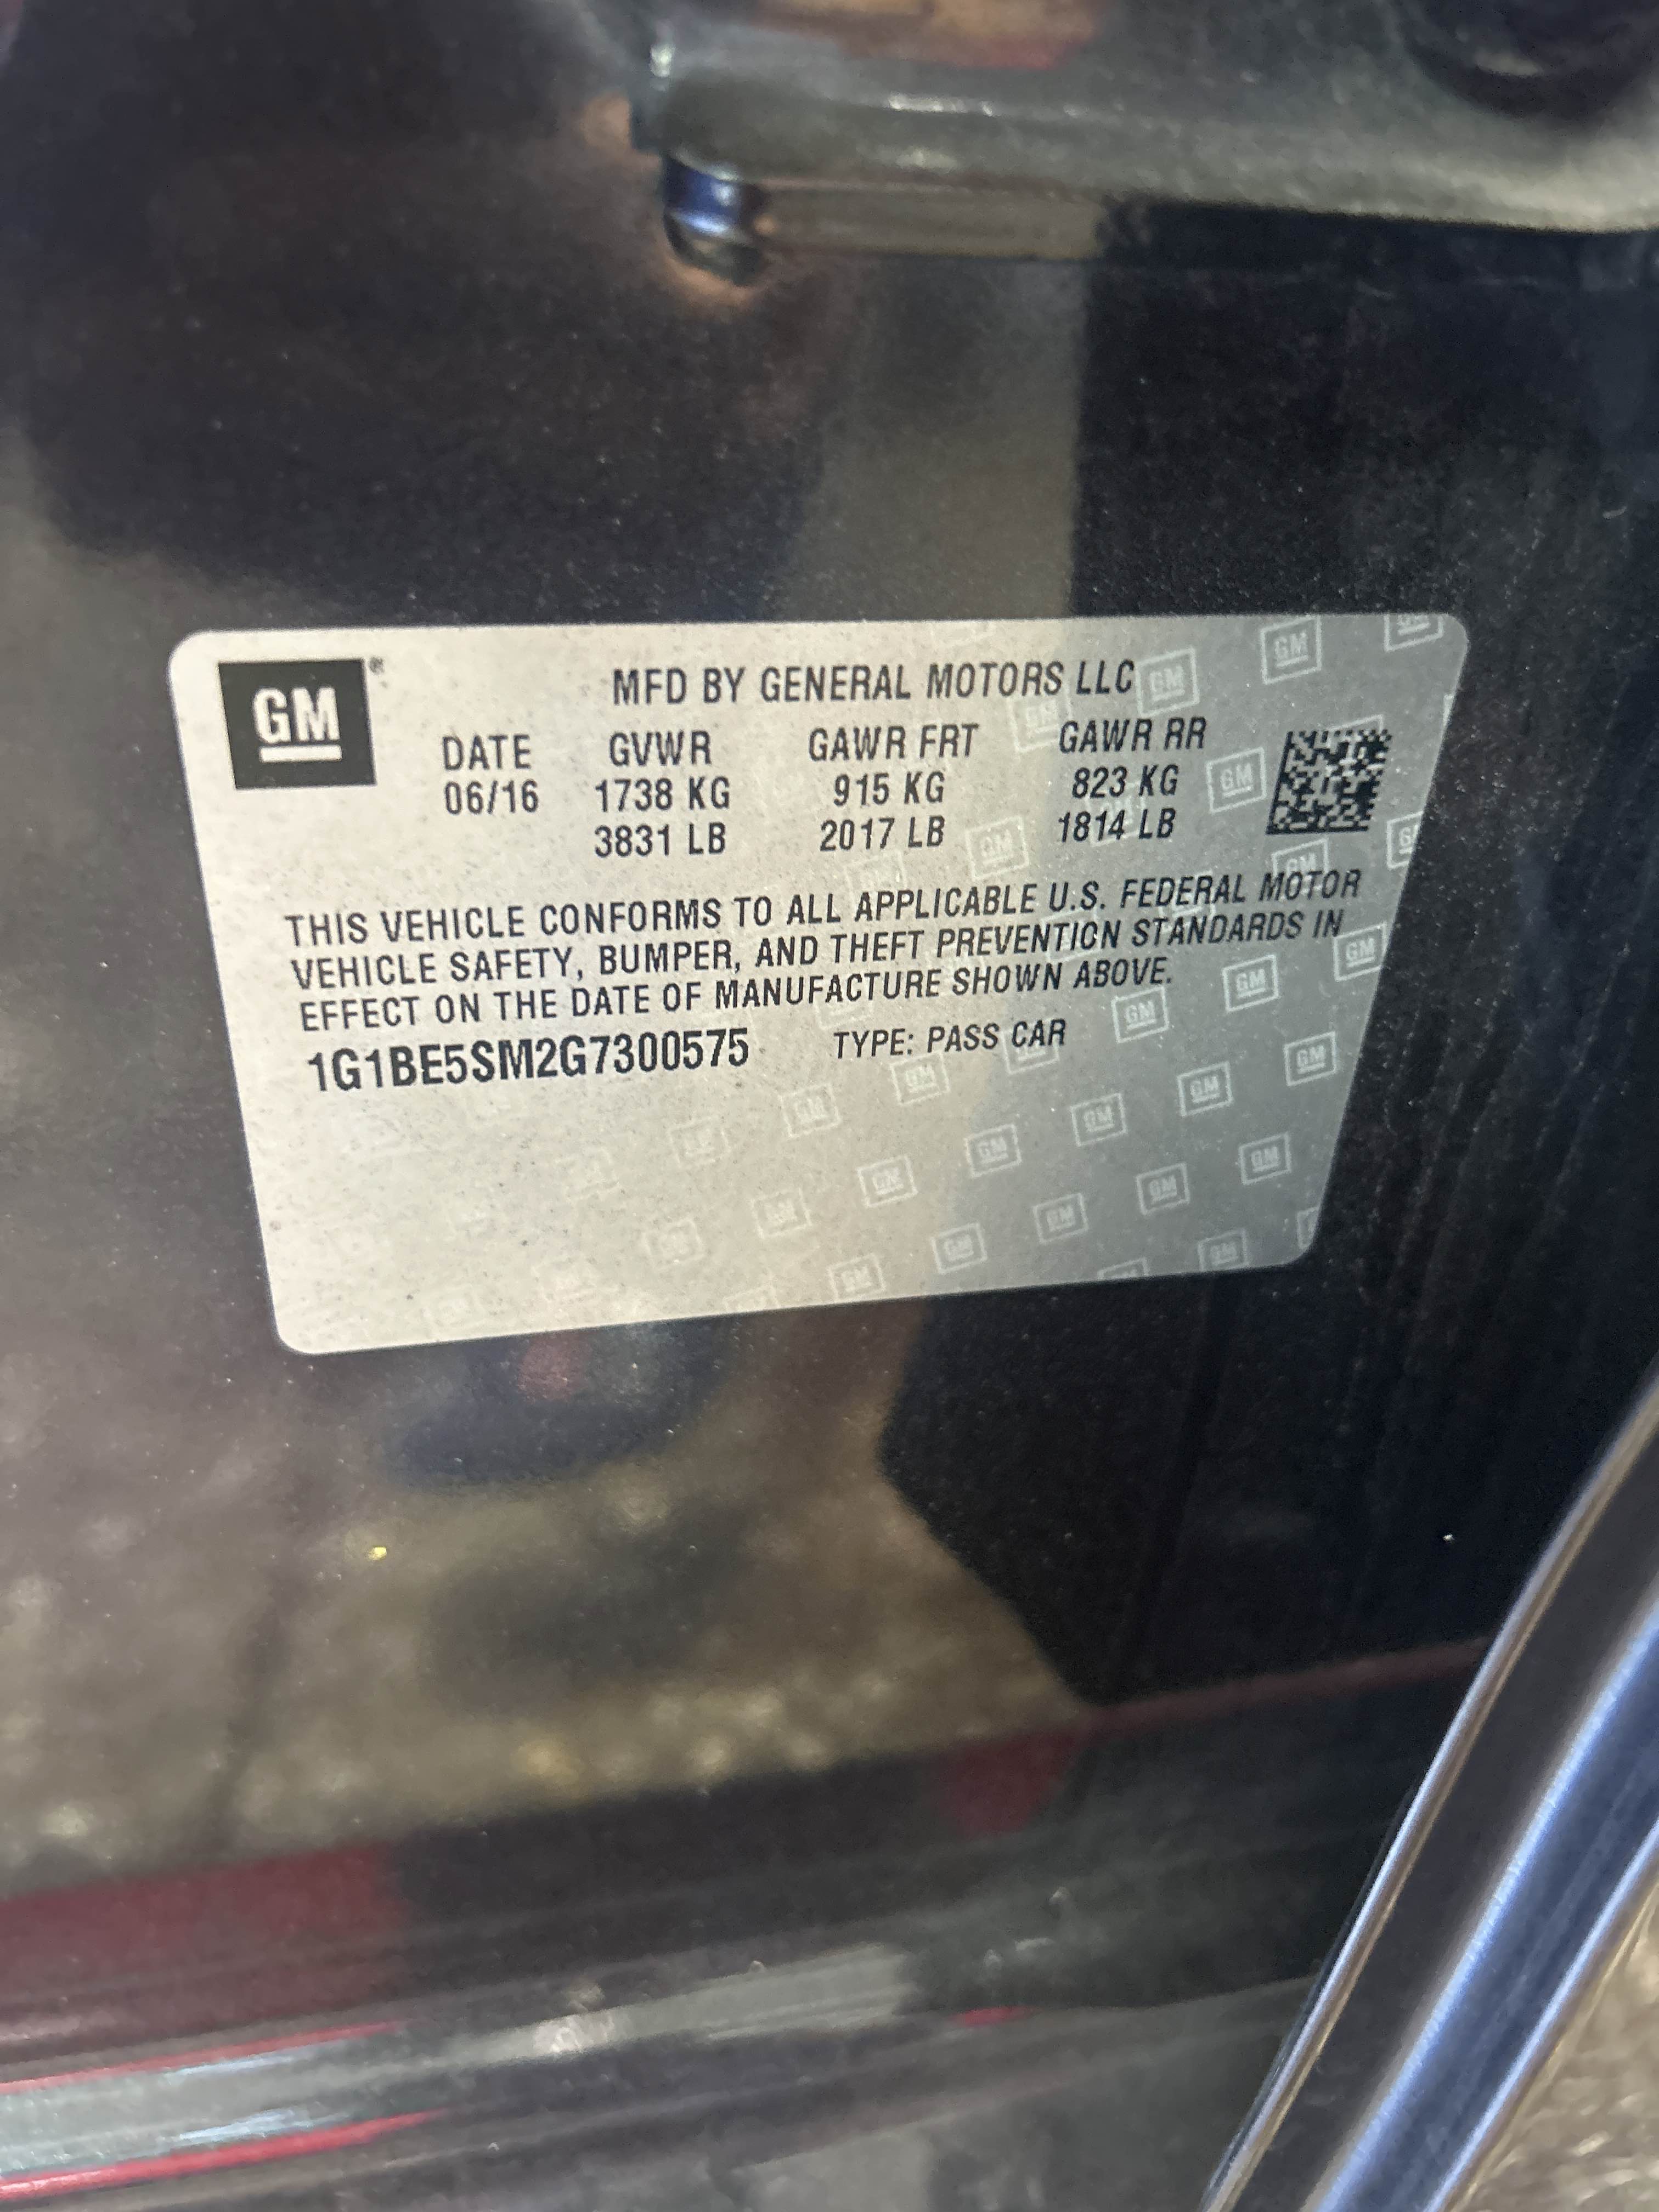 GM®
MFD BY GENERAL MOTORS LLC
DATE GVWR GAWR FRT GAWR RR
06/16 1738 KG 915 KG 823 KG
3831 LB 2017 LB 1814 LB
THIS VEHICLE CONFORMS TO ALL APPLICABLE U.S. FEDERAL MOTOR
VEHICLE SAFETY, BUMPER, AND THEFT PREVENTION STANDARDS IN
EFFECT ON THE DATE OF MANUFACTURE SHOWN ABOVE.
1G1BE5SM2G7300575 TYPE: PASS CAR